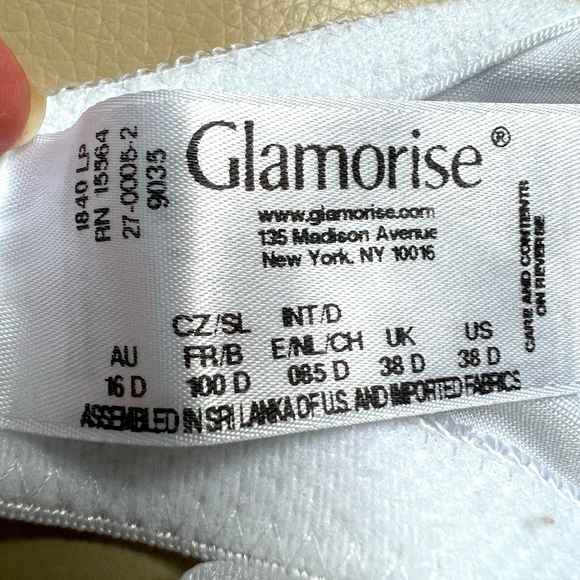 1840 LP
RN 15564
27-0005-2
9035
Glamorise®
www.glamorise.com
135 Madison Avenue
New York, NY 10016
CARE AND CONTENTS
ON REVERSE
CZ/SL INT/D
AU FR/B E/NL/CH UK US
16 D 100 D 085 D 38 D 38 D
ASSEMBLED IN SRI LANKA OF U.S. AND IMPORTED FABRICS